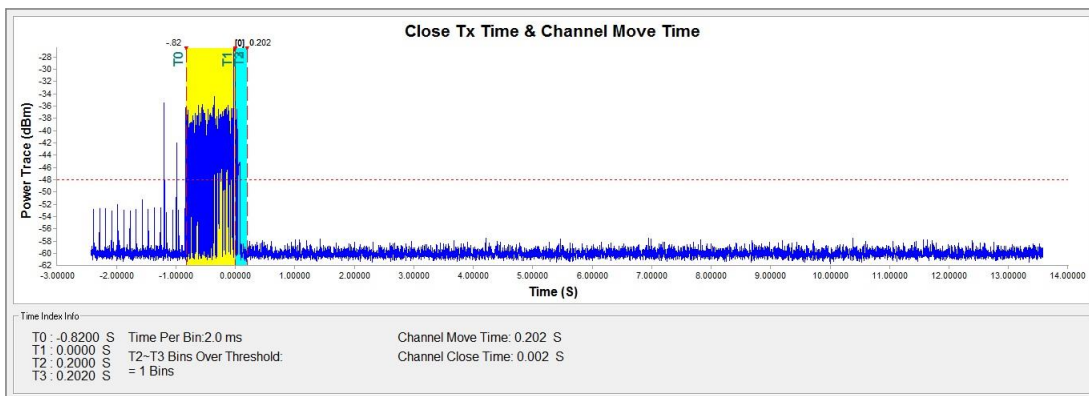 Close Tx Time & Channel Move Time
-.82 [0] 0.202
T0 T1 T2
Power Trace (dBm)
-28
-30
-32
-34
-36
-38
-40
-42
-44
-46
-48
-50
-52
-54
-56
-58
-60
-62
-3.00000 -2.00000 -1.00000 0.00000 1.00000 2.00000 3.00000 4.00000 5.00000 6.00000 7.00000 8.00000 9.00000 10.00000 11.00000 12.00000 13.00000 14.00000
Time (S)
Time Index Info
T0 : -0.8200 S Time Per Bin:2.0 ms Channel Move Time: 0.202 S
T1 : 0.0000 S
T2 : 0.2000 S T2~T3 Bins Over Threshold: Channel Close Time: 0.002 S
T3 : 0.2020 S = 1 Bins